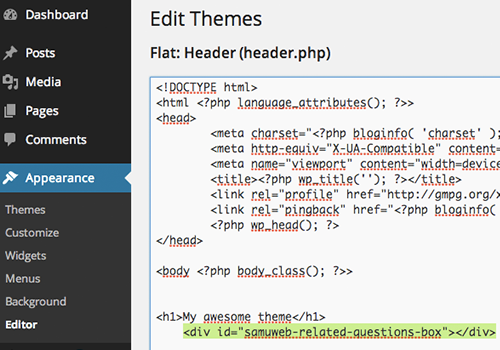 Dashboard
Posts
Media
Pages
Comments
Appearance
Themes
Customize
Widgets
Menus
Background
Editor
Edit Themes
Flat: Header (header.php)
<!DOCTYPE html>
<html <?php language_attributes(); ?>>
<head>
<meta charset="<?php bloginfo( 'charset' );
<meta http-equiv="X-UA-Compatible" content=
<meta name="viewport" content="width=device
<title><?php wp_title(''); ?></title>
<link rel="profile" href="http://gmpg.org/x
<link rel="pingback" href="<?php bloginfo(
<?php wp_head(); ?>
</head>
<body <?php body_class(); ?>>
<h1>My awesome theme</h1>
<div id="samuweb-related-questions-box"></div>